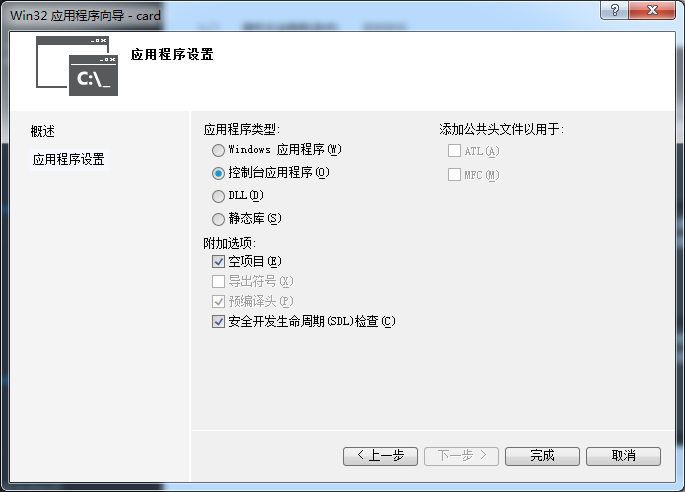 Win32 应用程序向导 - card
C:\_
应用程序设置
概述
应用程序设置
应用程序类型:
Windows 应用程序(W)
控制台应用程序(O)
DLL(D)
静态库(S)
附加选项:
空项目(E)
导出符号(X)
预编译头(P)
安全开发生命周期(SDL)检查(C)
添加公共头文件以用于:
ATL(A)
MFC(M)
< 上一步
下一步 >
完成
取消